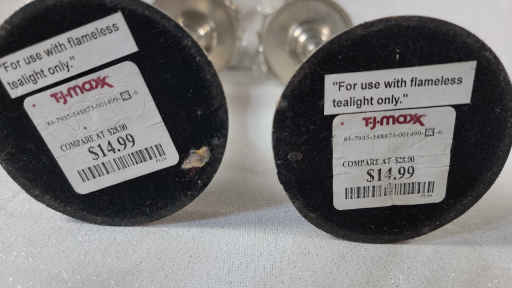 "For use with flameless
tealight only."
T·J·maxx
COMPARE AT $28.00
$14.99
"For use with flameless
tealight only."
T·J·maxx
COMPARE AT $28.00
$14.99